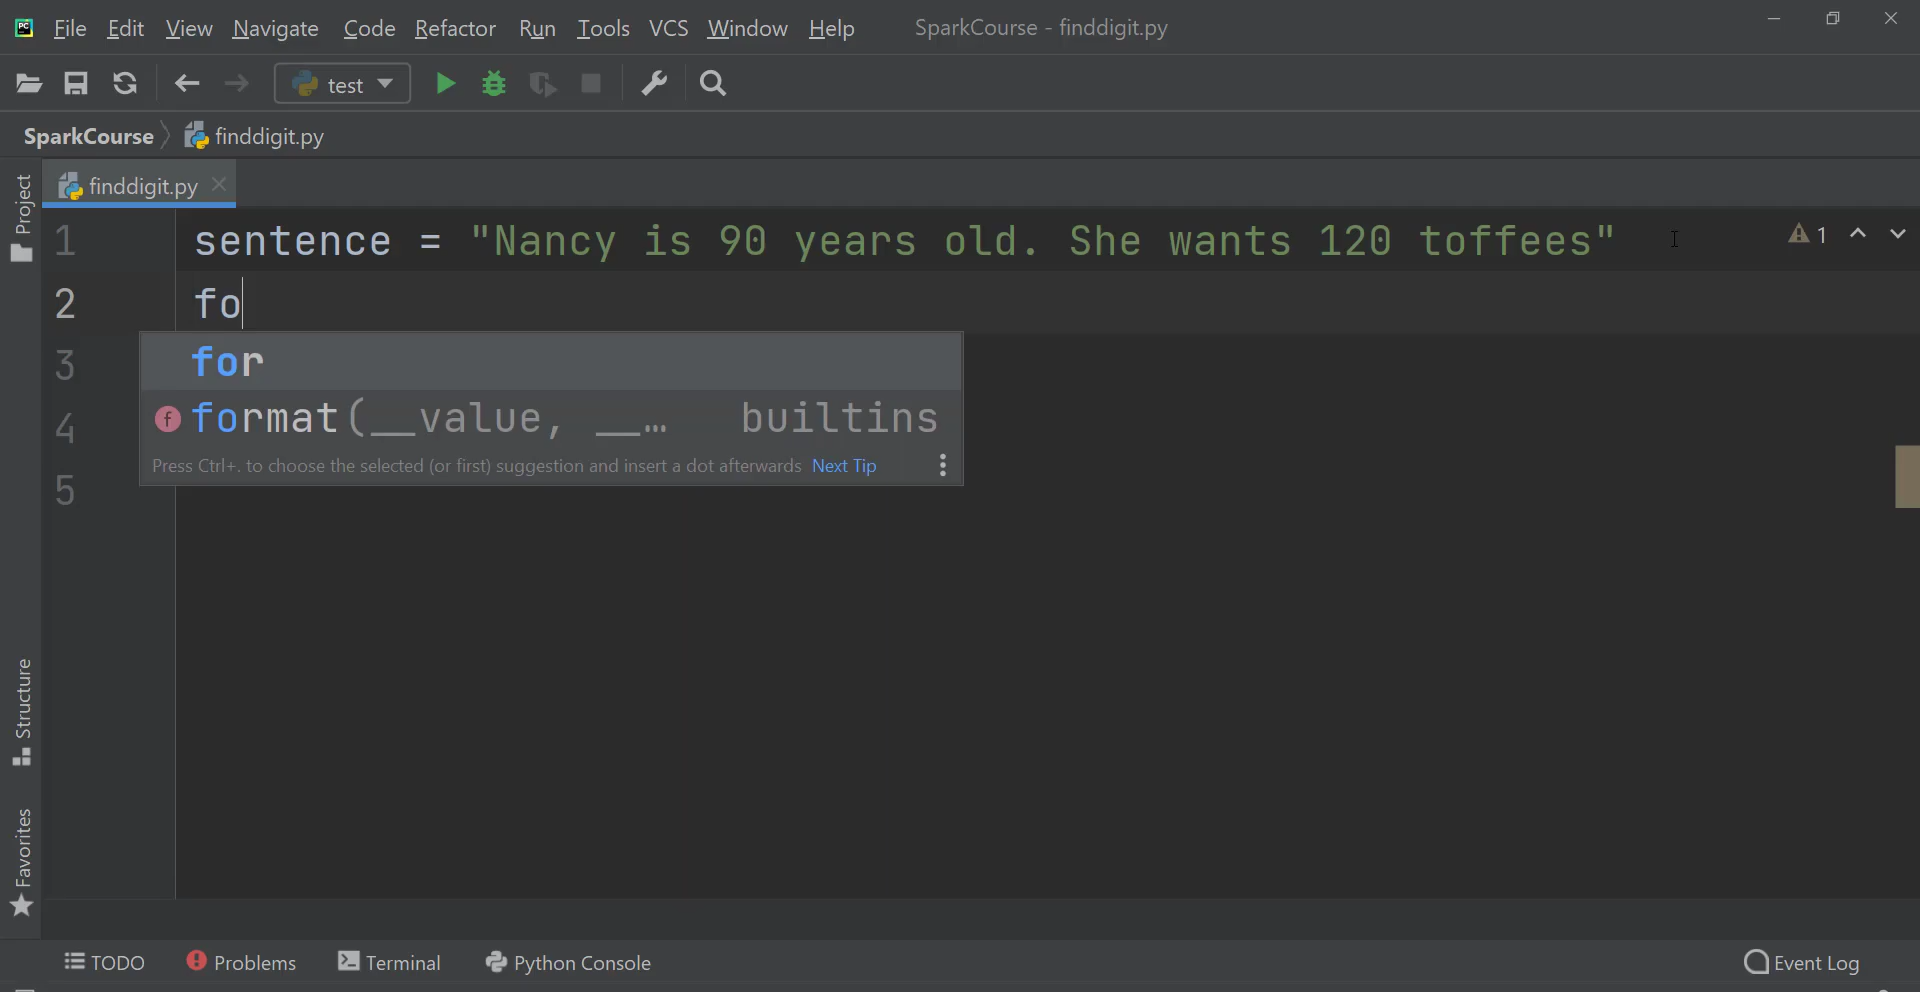 PC File Edit View Navigate Code Refactor Run Tools VCS Window Help SparkCourse - finddigit.py
test
SparkCourse finddigit.py
Project
finddigit.py
1 sentence = "Nancy is 90 years old. She wants 120 toffees" 1
2 fo
3 for
4 f format(__value, __… builtins
Press Ctrl+. to choose the selected (or first) suggestion and insert a dot afterwards Next Tip
5
Structure
Favorites
TODO Problems Terminal Python Console Event Log